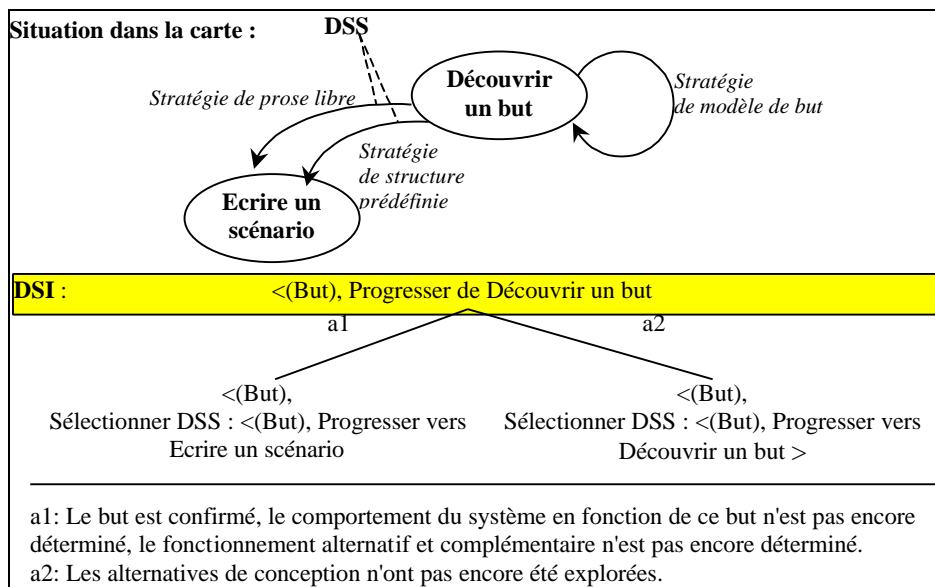 Situation dans la carte :
DSS
Découvrir
un but
Stratégie
de modèle de but
Stratégie de prose libre
Stratégie
de structure
prédéfinie
Ecrire un
scénario
DSI : <(But), Progresser de Découvrir un but
a1 a2
<(But),
Sélectionner DSS : <(But), Progresser vers
Ecrire un scénario
<(But),
Sélectionner DSS : <(But), Progresser vers
Découvrir un but >
a1: Le but est confirmé, le comportement du système en fonction de ce but n'est pas encore
déterminé, le fonctionnement alternatif et complémentaire n'est pas encore déterminé.
a2: Les alternatives de conception n'ont pas encore été explorées.